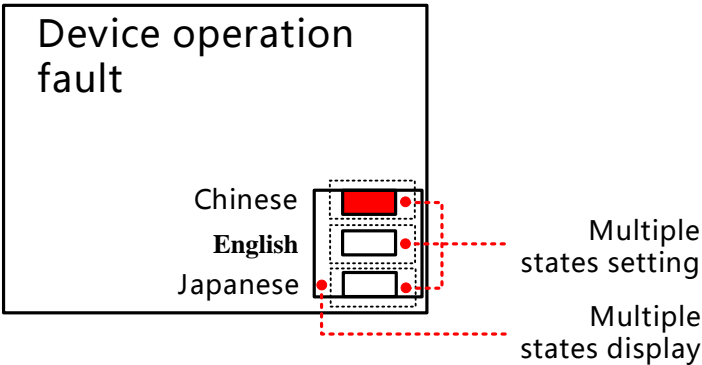 Device operation
fault
Chinese
English
Japanese
Multiple
states setting
Multiple
states display